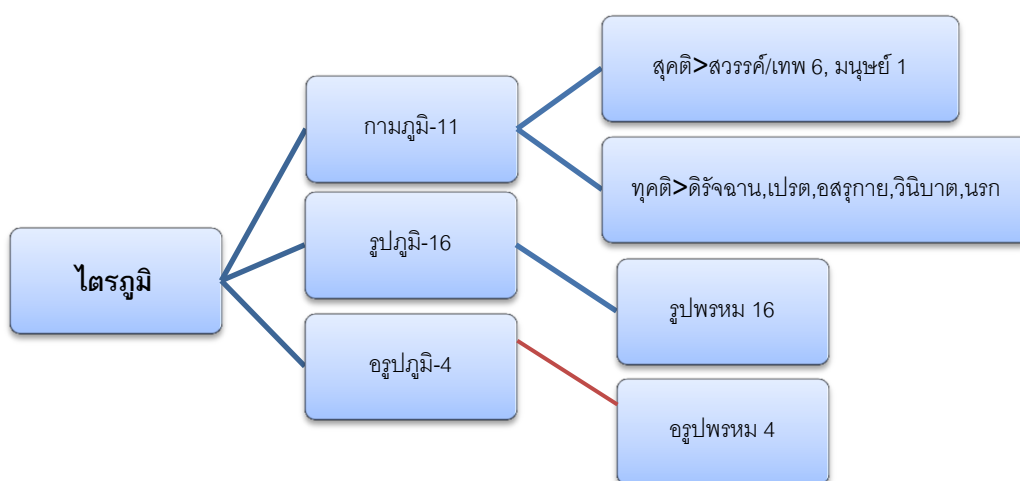 ไตรภูมิ
กามภูมิ-11
สุคติ>สวรรค์/เทพ 6, มนุษย์ 1
ทุคติ>ดิรัจฉาน,เปรต,อสรุกาย,วินิบาต,นรก
รูปภูมิ-16
รูปพรหม 16
อรูปภูมิ-4
อรูปพรหม 4